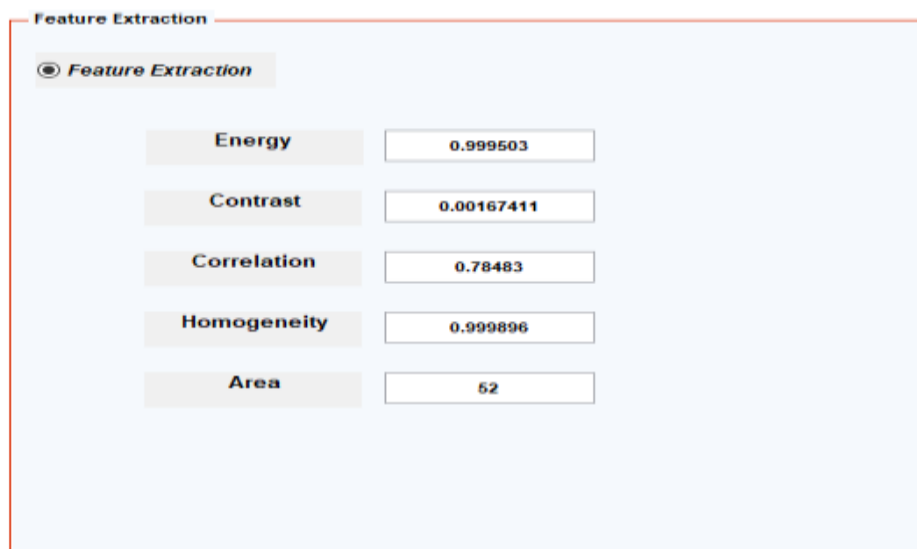 Feature Extraction
Feature Extraction
Energy 0.999503
Contrast 0.00167411
Correlation 0.78483
Homogeneity 0.999896
Area 52